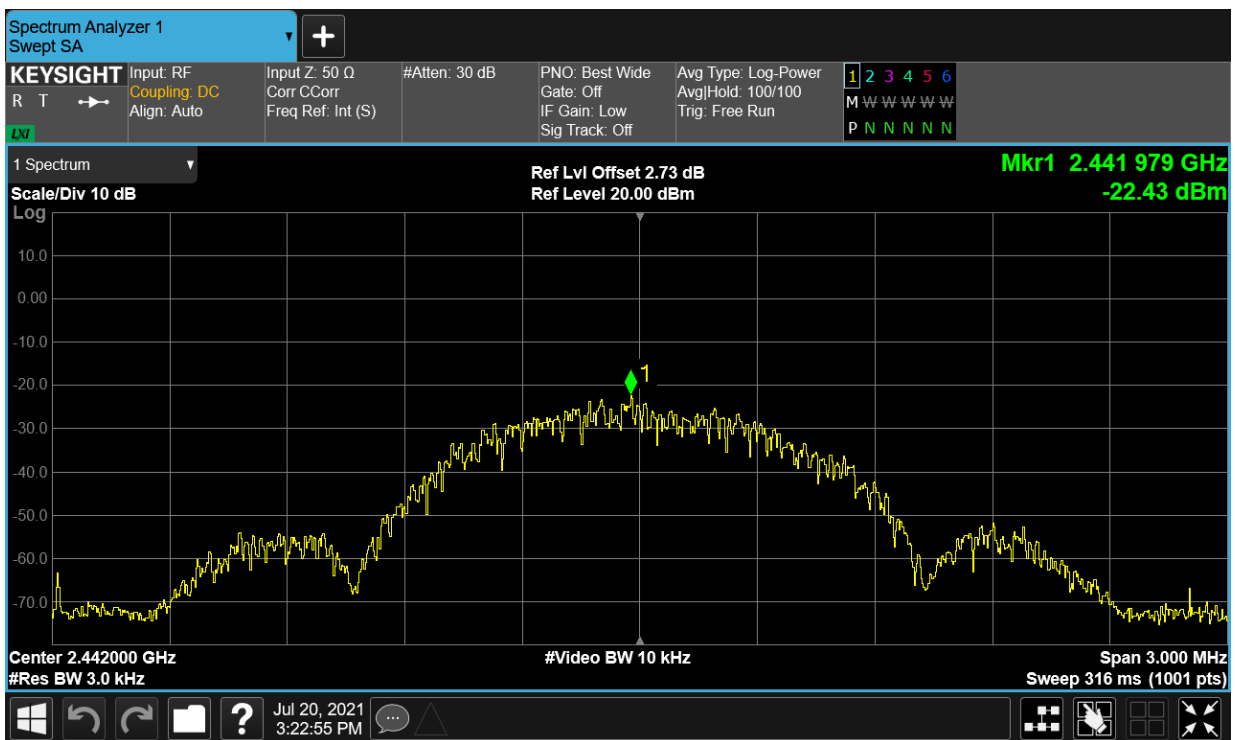 Spectrum Analyzer 1
Swept SA
+
KEYSIGHT
R T
LXI
Input: RF
Coupling: DC
Align: Auto
Input Z: 50 Ω
Corr CCorr
Freq Ref: Int (S)
#Atten: 30 dB
PNO: Best Wide
Gate: Off
IF Gain: Low
Sig Track: Off
Avg Type: Log-Power
Avg|Hold: 100/100
Trig: Free Run
1 2 3 4 5 6
M W W W W W
P N N N N N
1 Spectrum
Scale/Div 10 dB
Log
Ref Lvl Offset 2.73 dB
Ref Level 20.00 dBm
Mkr1 2.441 979 GHz
-22.43 dBm
10.0
0.00
-10.0
-20.0
-30.0
-40.0
-50.0
-60.0
-70.0
1
Center 2.442000 GHz
#Res BW 3.0 kHz
#Video BW 10 kHz
Span 3.000 MHz
Sweep 316 ms (1001 pts)
?
Jul 20, 2021
3:22:55 PM